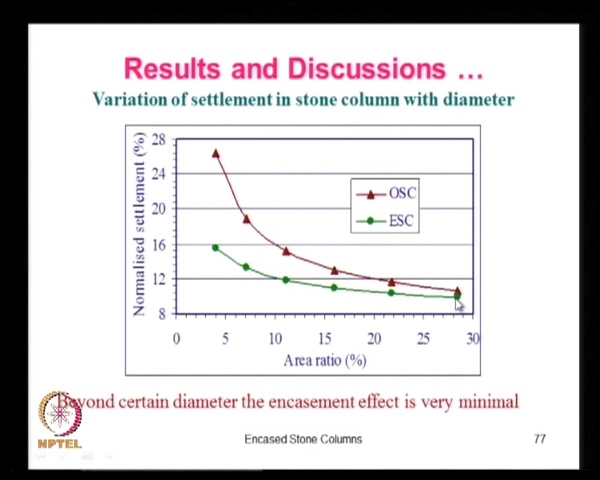 Results and Discussions ...
Variation of settlement in stone column with diameter
Normalised settlement (%)
28
24
20
16
12
8
OSC
ESC
0 5 10 15 20 25 30
Area ratio (%)
Beyond certain diameter the encasement effect is very minimal
NPTEL
Encased Stone Columns
77